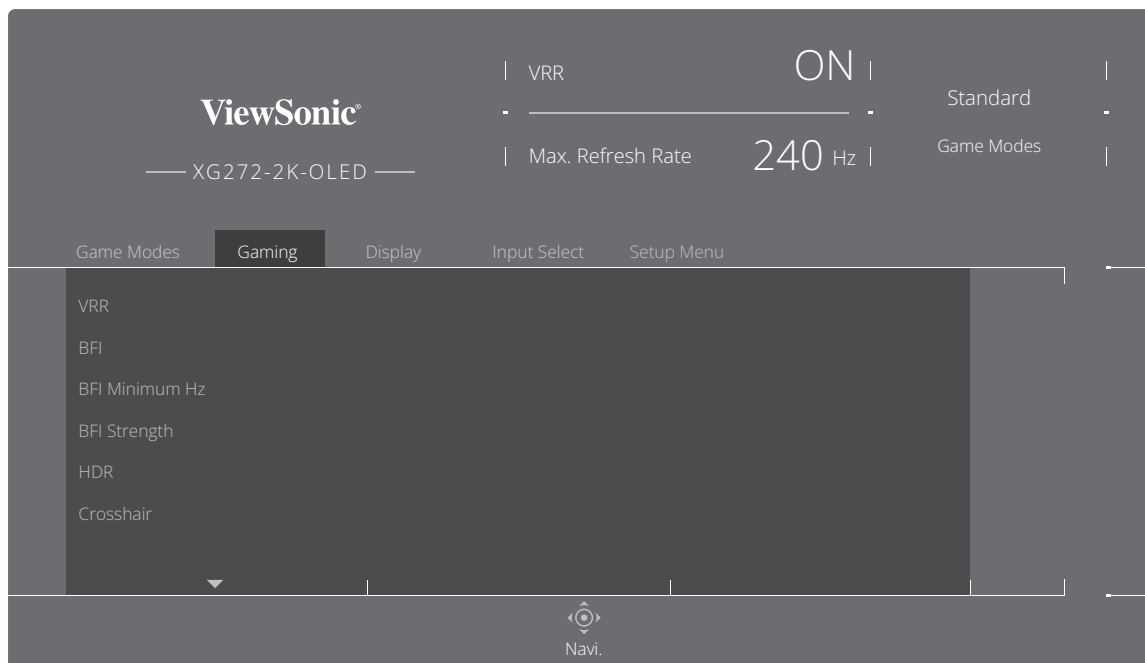 ViewSonic®
XG272-2K-OLED
VRR ON
Max. Refresh Rate 240 Hz
Standard
Game Modes
Game Modes Gaming Display Input Select Setup Menu
VRR
BFI
BFI Minimum Hz
BFI Strength
HDR
Crosshair
Navi.